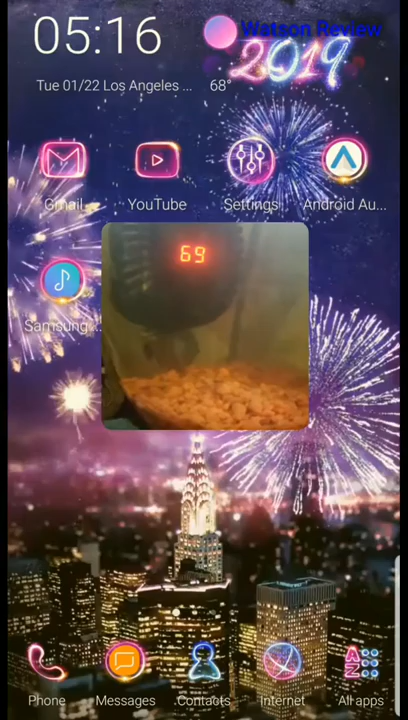 05:16
Watson Review
2019
Tue 01/22 Los Angeles ...
68°
Gmail
YouTube
Settings
Android Au...
Samsung ...
69
Phone
Messages
Contacts
Internet
All apps